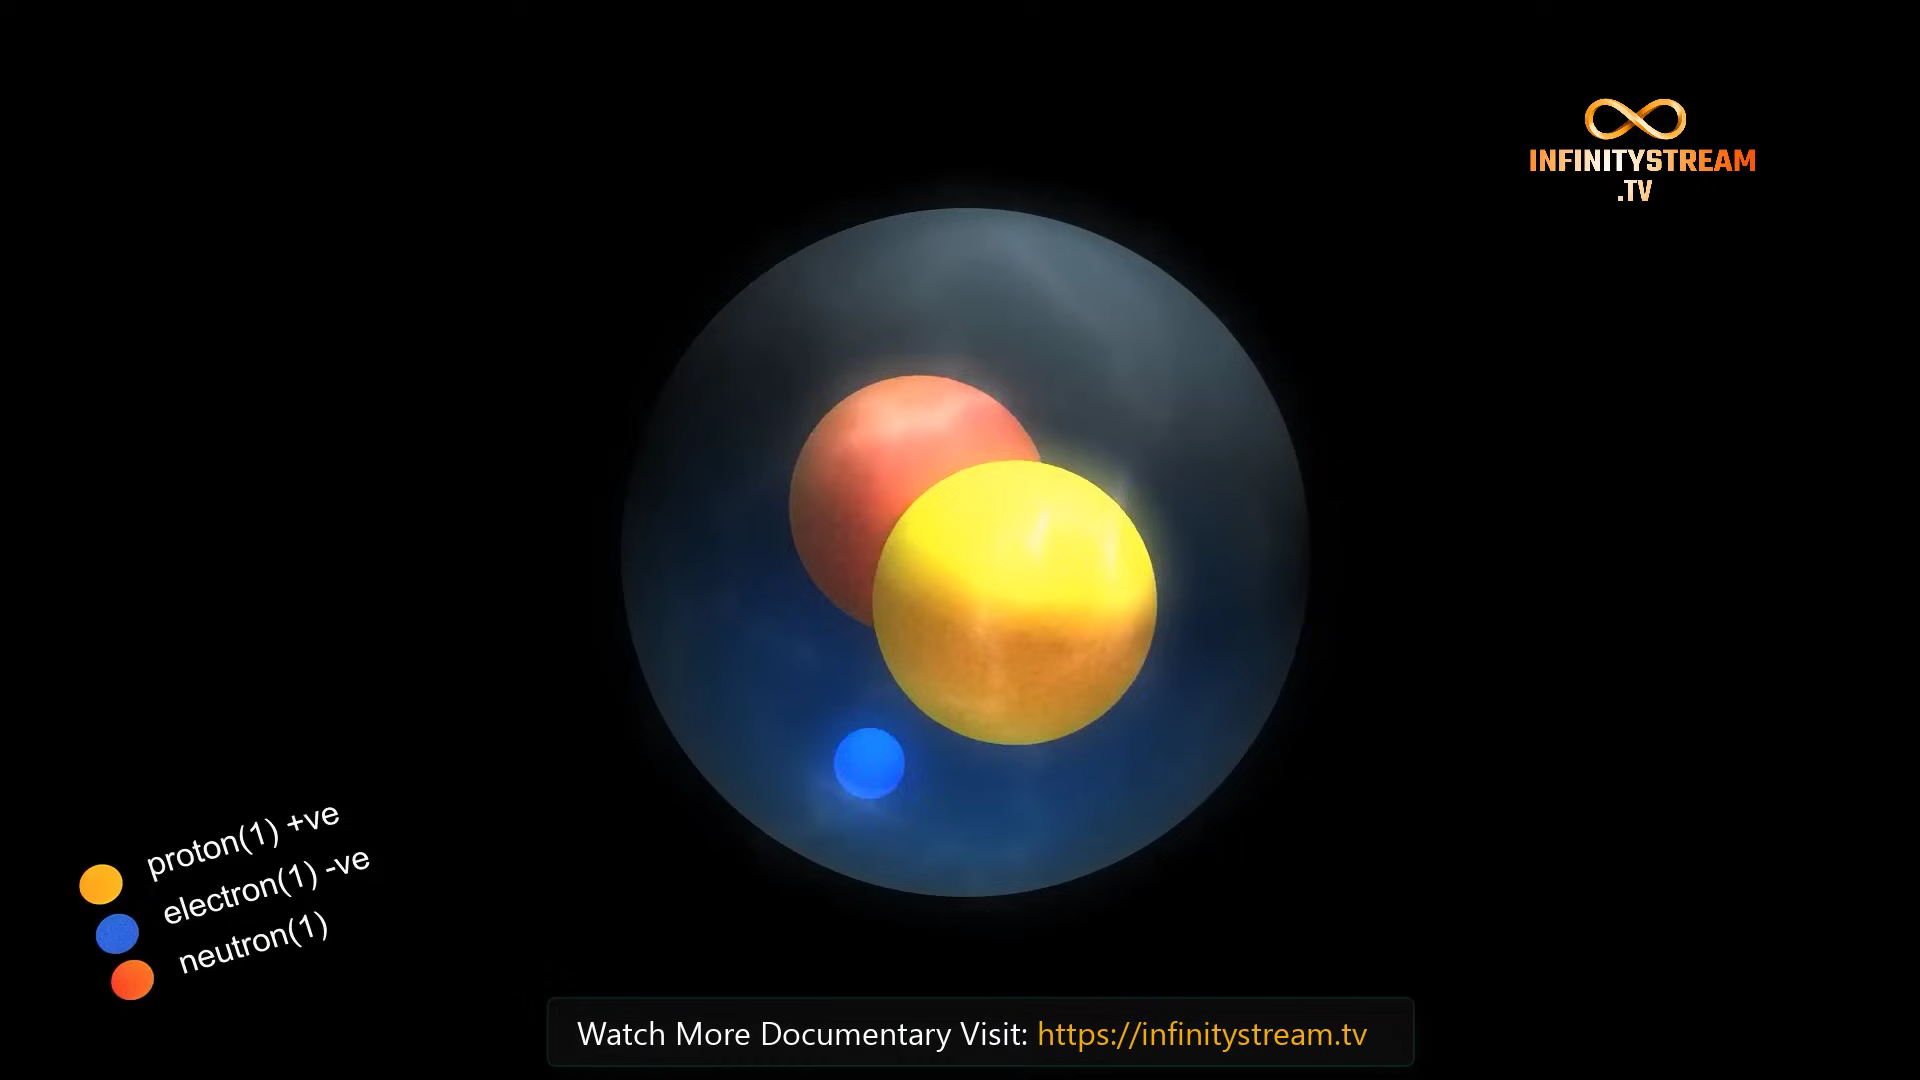 INFINITYSTREAM
.TV
proton(1) +ve
electron(1) -ve
neutron(1)
Watch More Documentary Visit: https://infinitystream.tv